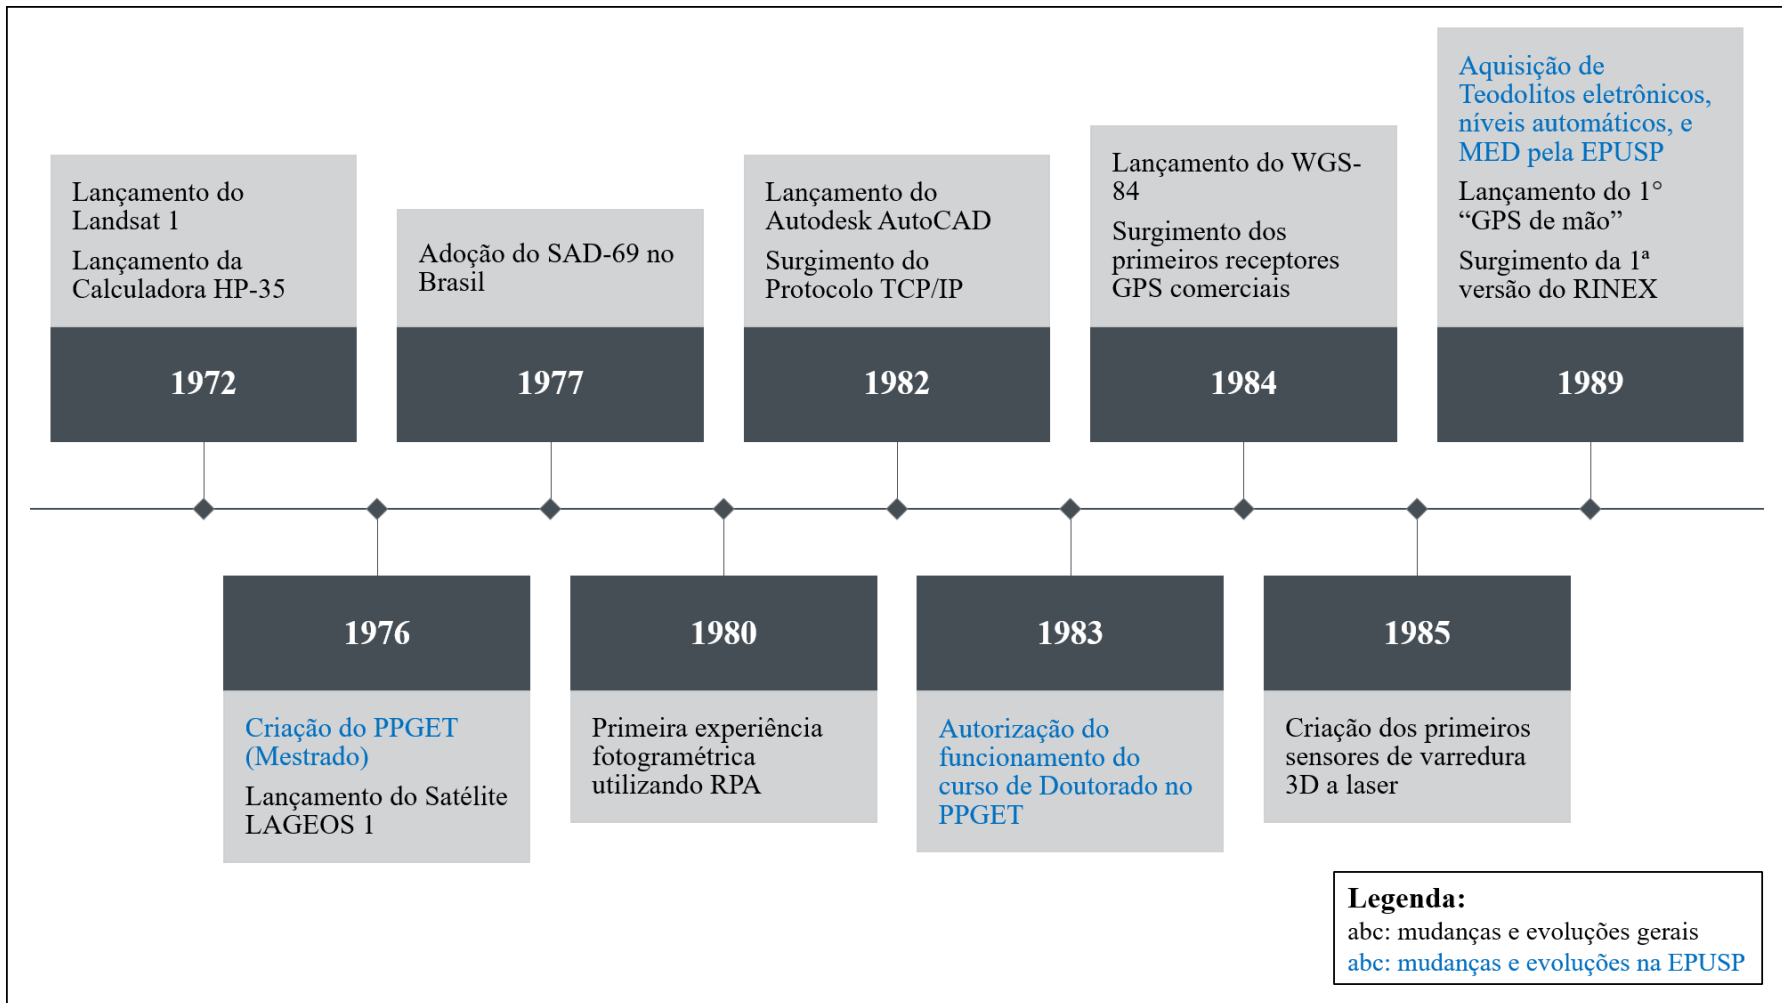 Lançamento do
Landsat 1
Lançamento da
Calculadora HP-35
1972
Criação do PPGET
(Mestrado)
Lançamento do Satélite
LAGEOS 1
1976
Adoção do SAD-69 no
Brasil
1977
1980
Primeira experiência
fotogramétrica
utilizando RPA
Lançamento do
Autodesk AutoCAD
Surgimento do
Protocolo TCP/IP
1982
1983
Autorização do
funcionamento do
curso de Doutorado no
PPGET
Lançamento do WGS-
84
Surgimento dos
primeiros receptores
GPS comerciais
1984
1985
Criação dos primeiros
sensores de varredura
3D a laser
Aquisição de
Teodolitos eletrônicos,
níveis automáticos, e
MED pela EPUSP
Lançamento do 1°
“GPS de mão”
Surgimento da 1ª
versão do RINEX
1989
Legenda:
abc: mudanças e evoluções gerais
abc: mudanças e evoluções na EPUSP